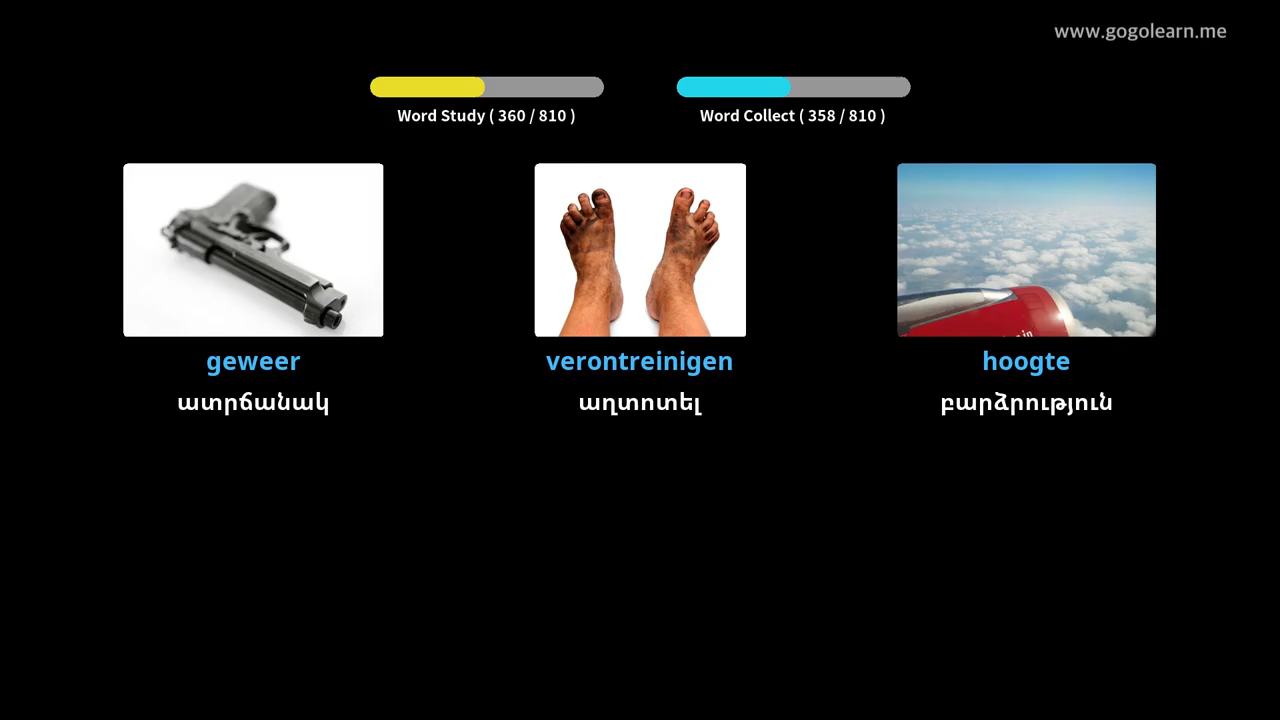 www.gogolearn.me
Word Study ( 360 / 810 )
Word Collect ( 358 / 810 )
geweer
verontreinigen
hoogte
ատրճանակ
աղտոտել
բարձրություն